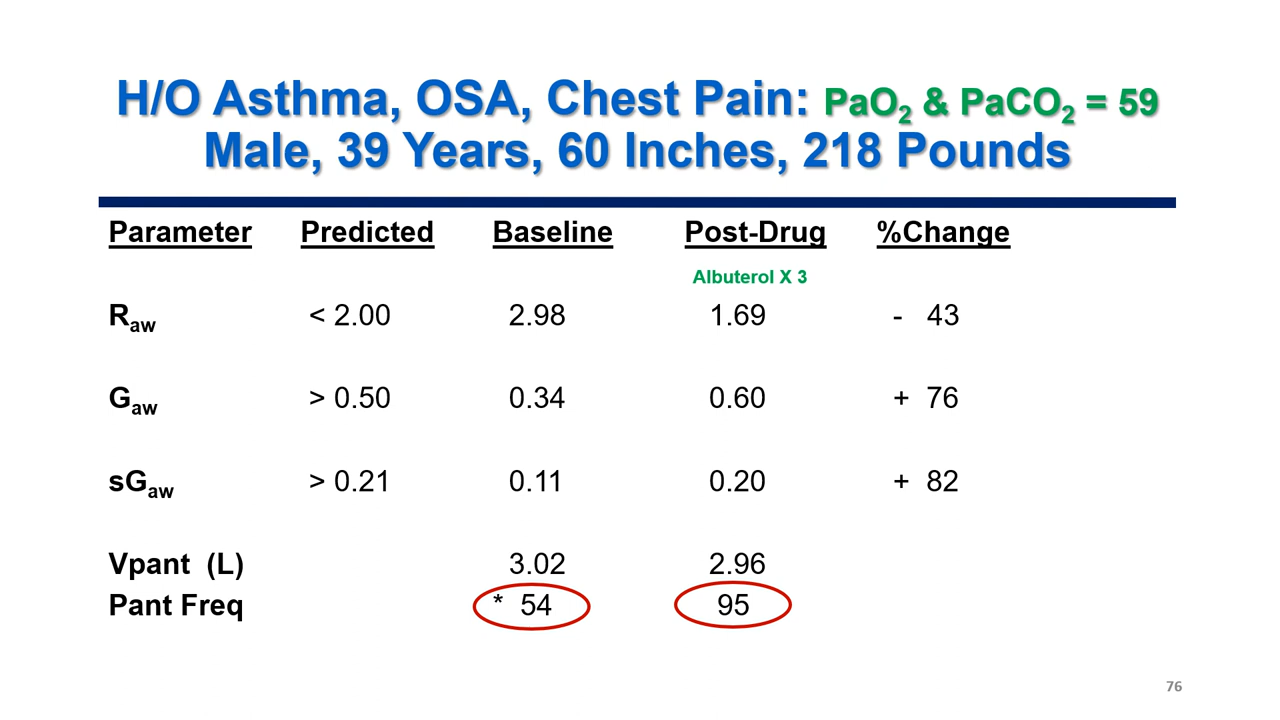 H/O Asthma, OSA, Chest Pain: PaO2 & PaCO2 = 59
Male, 39 Years, 60 Inches, 218 Pounds
Parameter Predicted Baseline Post-Drug %Change
Albuterol X 3
Raw < 2.00 2.98 1.69 - 43
Gaw > 0.50 0.34 0.60 + 76
sGaw > 0.21 0.11 0.20 + 82
Vpant (L) 3.02 2.96
Pant Freq * 54 95
76